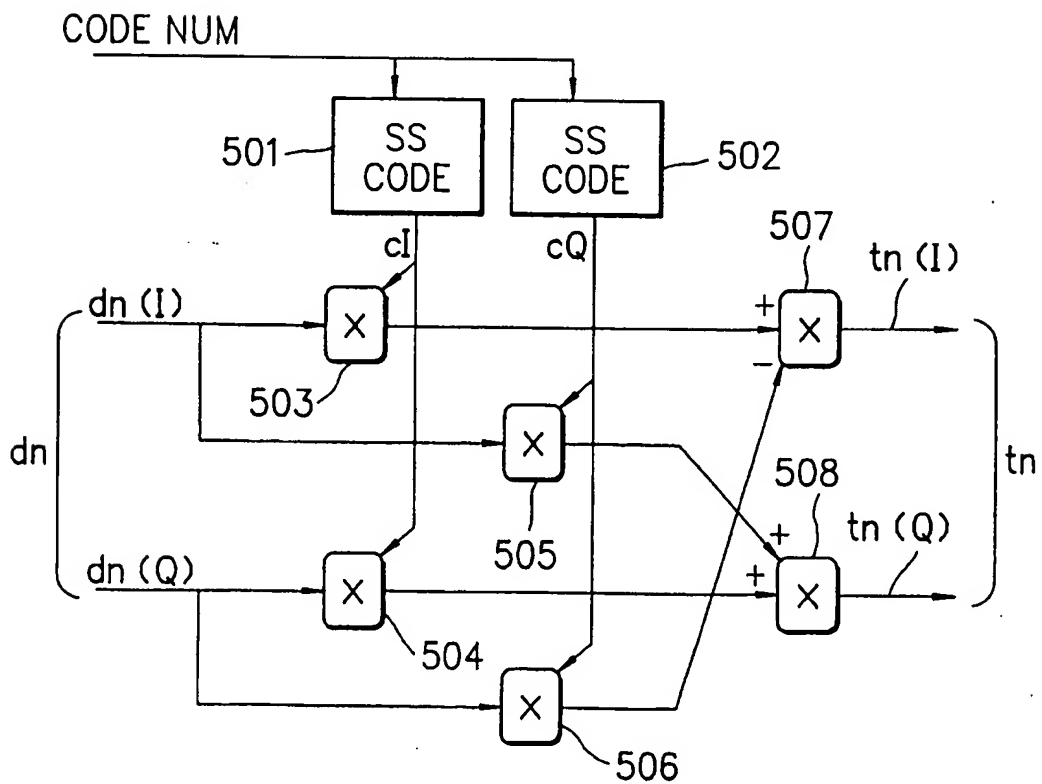 CODE NUM
501
SS
CODE
SS
CODE
502
cI
cQ
507
tn (I)
dn (I)
X
+
-
X
503
dn
X
505
508
tn
tn (Q)
dn (Q)
X
+
+
X
504
X
506